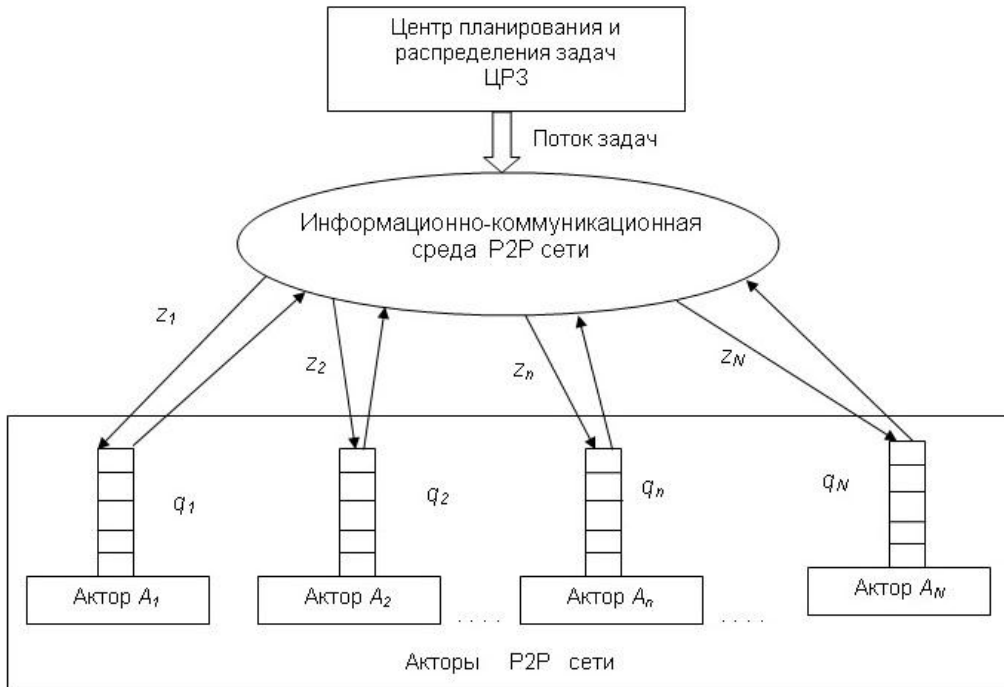 Центр планирования и
распределения задач
ЦРЗ
Поток задач
Информационно-коммуникационная
среда P2P сети
z1
z2
zn
zN
q1
q2
qn
qN
Актор A1
Актор A2
. . . .
Актор An
. . . .
Актор AN
Акторы P2P сети